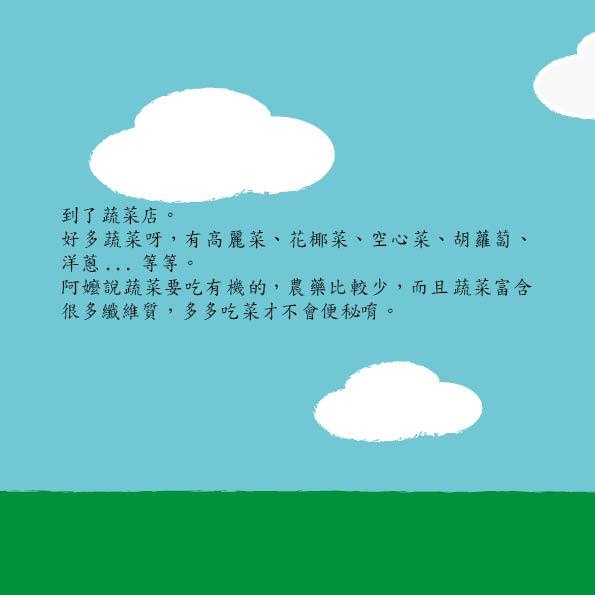 到了蔬菜店。
好多蔬菜呀，有高麗菜、花椰菜、空心菜、胡蘿蔔、
洋蔥... 等等。
阿嬤說蔬菜要吃有機的，農藥比較少，而且蔬菜富含
很多纖維質，多多吃菜才不會便秘唷。